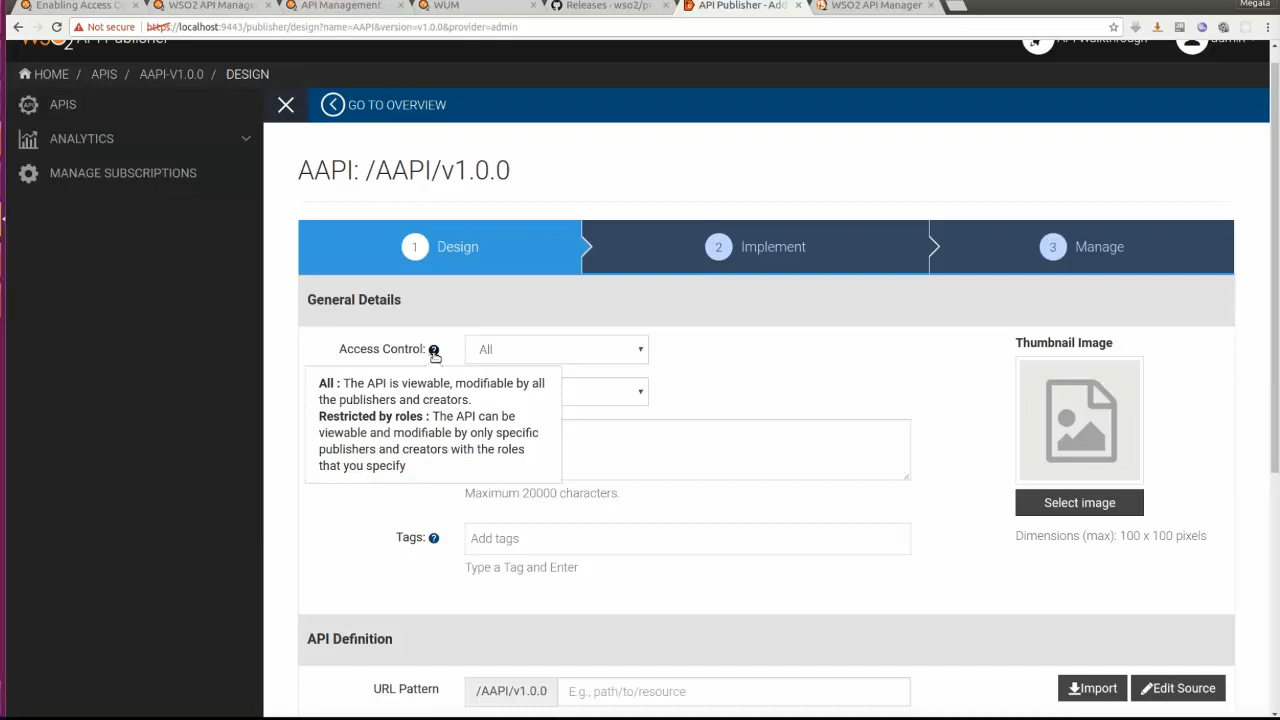 Enabling Access C
WSO2 API Manage
API Management
WUM
Releases · wso2/pr
API Publisher - Add
WSO2 API Manager
Megala
Not secure
https://localhost:9443/publisher/design?name=AAPI&version=v1.0.0&provider=admin
HOME / APIS / AAPI-V1.0.0 / DESIGN
APIS
ANALYTICS
MANAGE SUBSCRIPTIONS
GO TO OVERVIEW
AAPI: /AAPI/v1.0.0
1 Design
2 Implement
3 Manage
General Details
Access Control: ?
All
All : The API is viewable, modifiable by all
the publishers and creators.
Restricted by roles : The API can be
viewable and modifiable by only specific
publishers and creators with the roles
that you specify
Maximum 20000 characters.
Tags: ?
Add tags
Type a Tag and Enter
Thumbnail Image
Select image
Dimensions (max): 100 x 100 pixels
API Definition
URL Pattern
/AAPI/v1.0.0
E.g., path/to/resource
Import
Edit Source